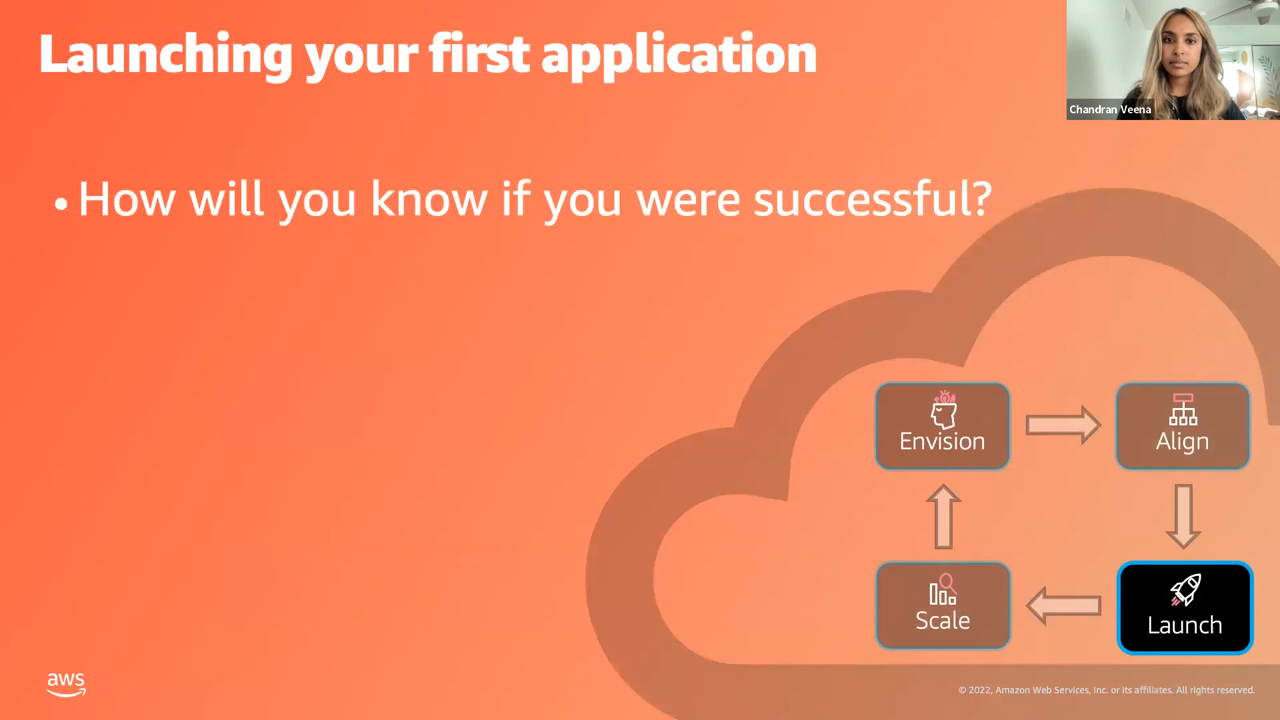 Launching your first application
Chandran Veena
• How will you know if you were successful?
Envision
Align
Scale
Launch
aws
© 2022, Amazon Web Services, Inc. or its affiliates. All rights reserved.